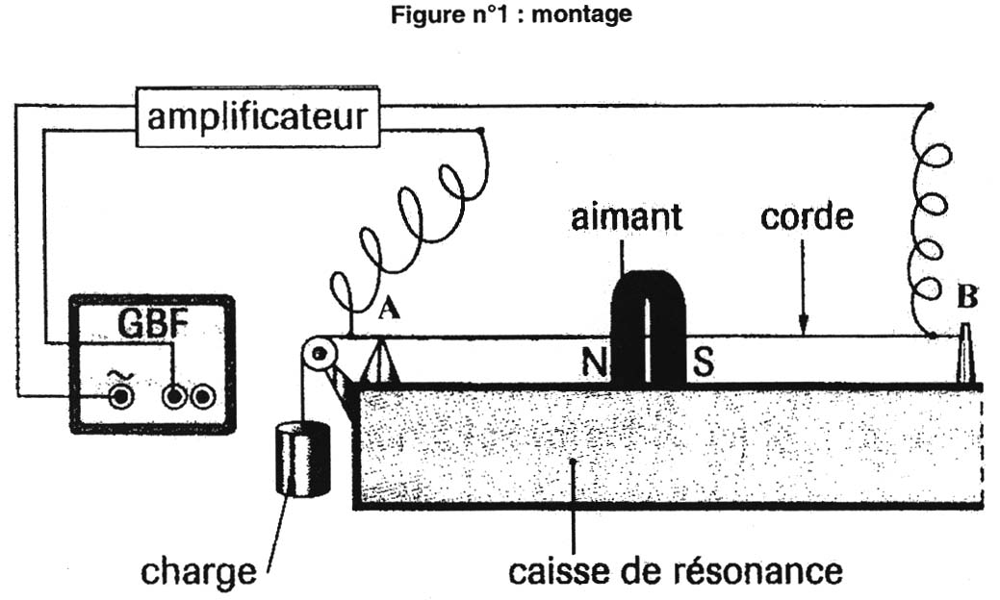 Figure n°1 : montage
amplificateur
aimant
corde
A
B
GBF
~
N
S
charge
caisse de résonance